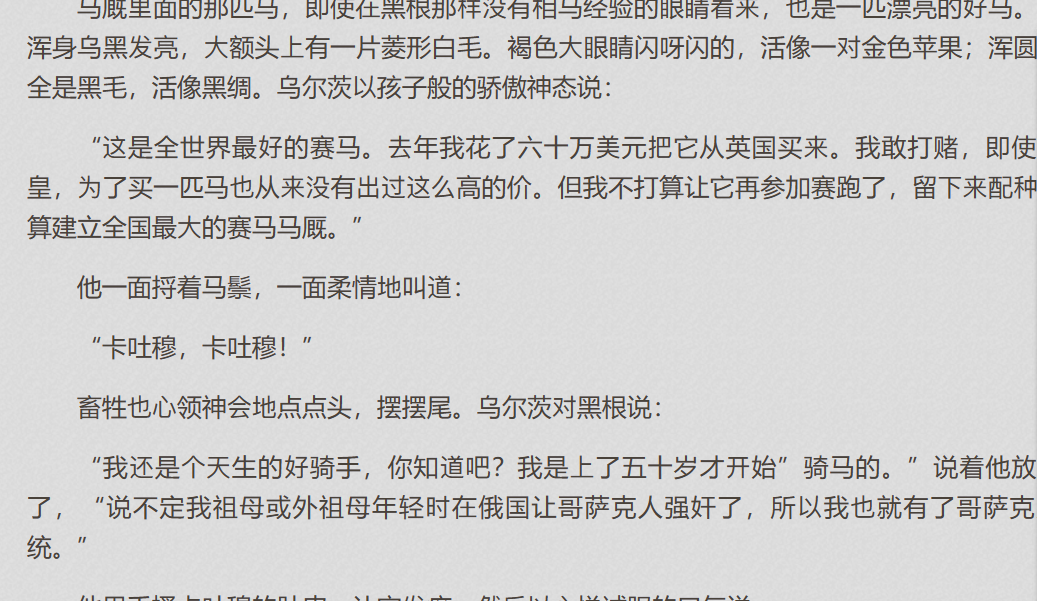 马厩里面的那匹马，即使在黑根那样没有相马经验的眼睛看来，也是一匹漂亮的好马。
浑身乌黑发亮，大额头上有一片菱形白毛。褐色大眼睛闪呀闪的，活像一对金色苹果；浑圆
全是黑毛，活像黑绸。乌尔茨以孩子般的骄傲神态说：
“这是全世界最好的赛马。去年我花了六十万美元把它从英国买来。我敢打赌，即使
皇，为了买一匹马也从来没有出过这么高的价。但我不打算让它再参加赛跑了，留下来配种
算建立全国最大的赛马马厩。”
他一面捋着马鬃，一面柔情地叫道：
“卡吐穆，卡吐穆！”
畜牲也心领神会地点点头，摆摆尾。乌尔茨对黑根说：
“我还是个天生的好骑手，你知道吧？我是上了五十岁才开始”骑马的。”说着他放
了，“说不定我祖母或外祖母年轻时在俄国让哥萨克人强奸了，所以我也就有了哥萨克
统。”